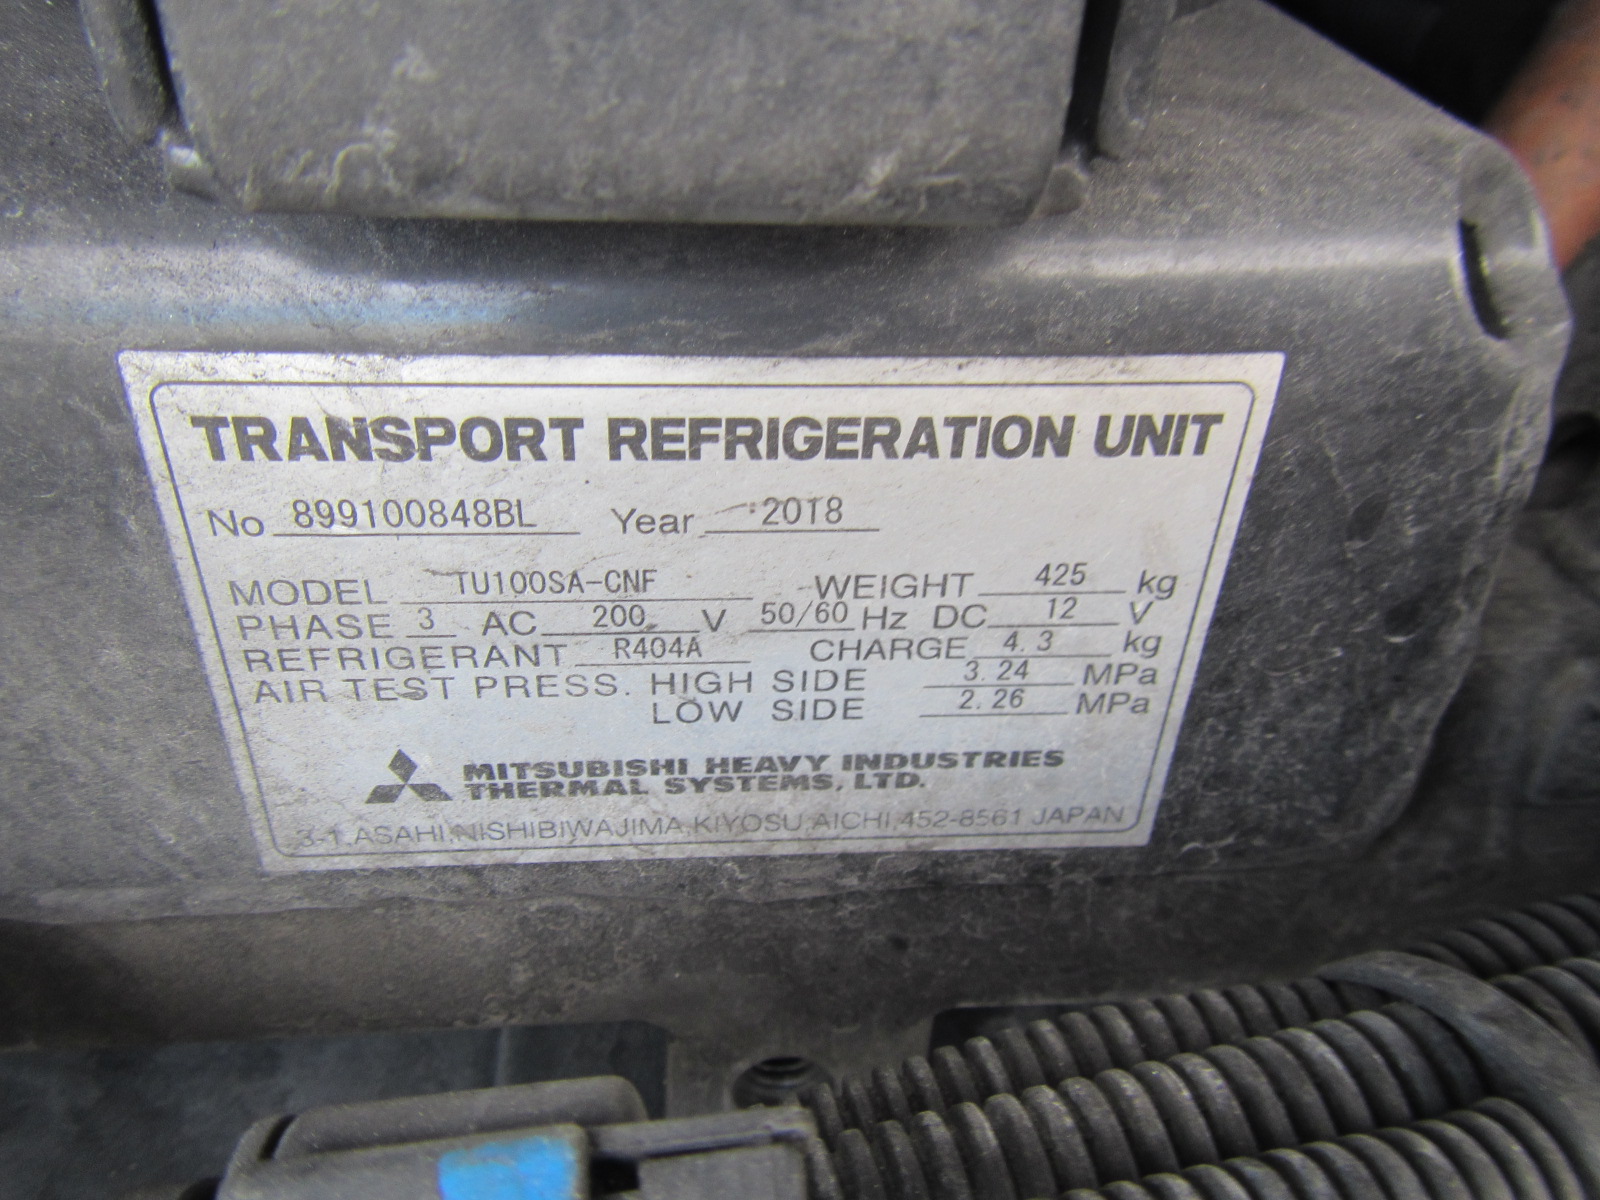 TRANSPORT REFRIGERATION UNIT
No 899100848BL Year 2018
MODEL TU100SA-CNF WEIGHT 425 kg
PHASE 3 AC 200 V 50/60 Hz DC 12 V
REFRIGERANT R404A CHARGE 4.3 kg
AIR TEST PRESS. HIGH SIDE 3.24 MPa
LOW SIDE 2.26 MPa
MITSUBISHI HEAVY INDUSTRIES
THERMAL SYSTEMS, LTD.
3-1, ASAHI, NISHIBIWAJIMA, KIYOSU, AICHI, 452-8561 JAPAN